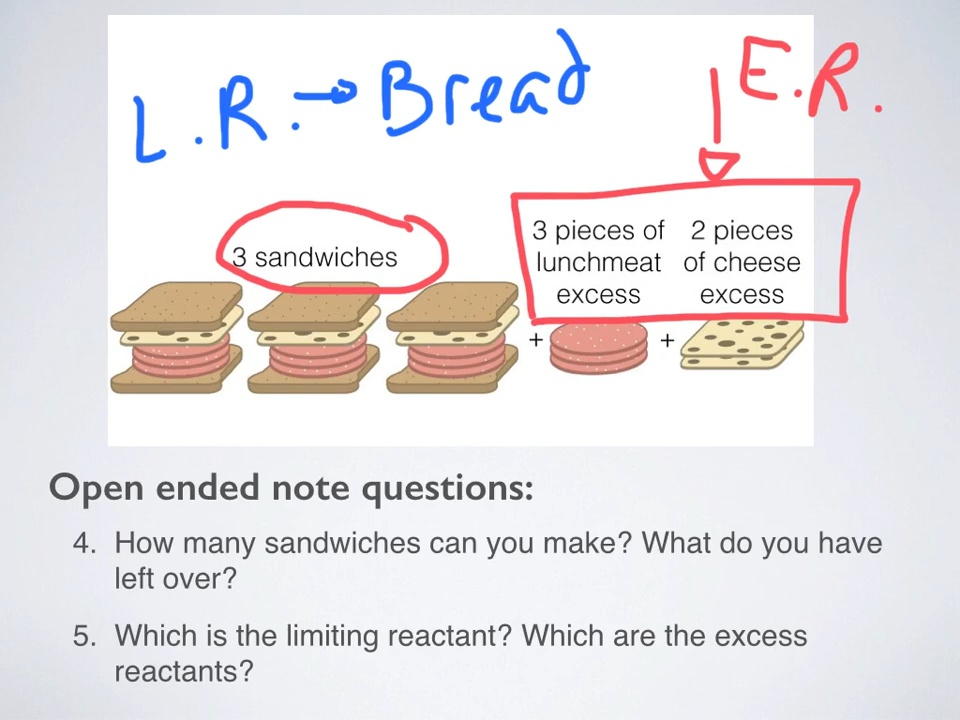 L.R. → Bread
E.R.
3 sandwiches
3 pieces of lunchmeat excess
2 pieces of cheese excess
+
+
Open ended note questions:
4. How many sandwiches can you make? What do you have
left over?
5. Which is the limiting reactant? Which are the excess
reactants?